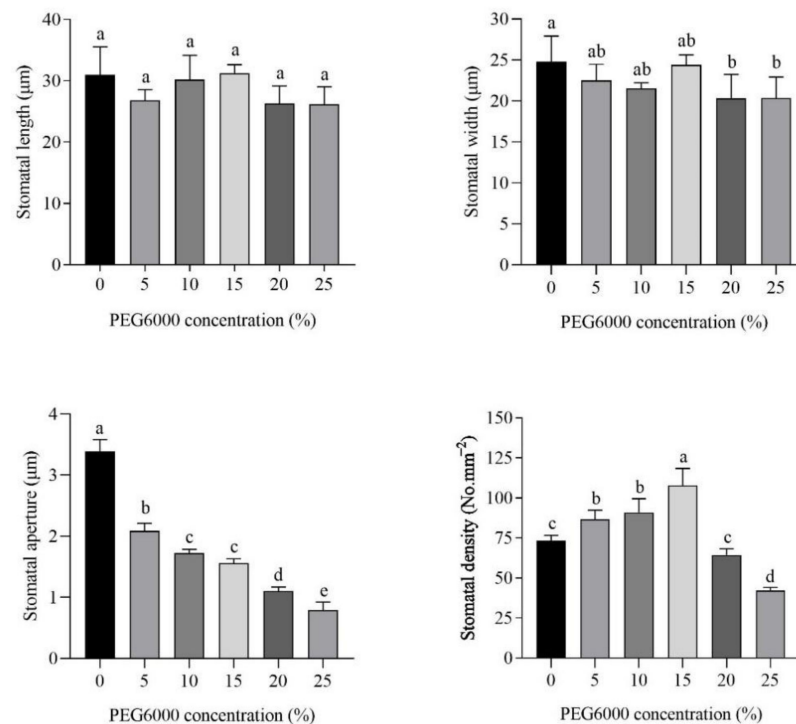 Stomatal length (μm)
40
30
20
10
0
a a a a a a
0 5 10 15 20 25
PEG6000 concentration (%)
Stomatal width (μm)
30
25
20
15
10
5
0
a ab ab ab b b
0 5 10 15 20 25
PEG6000 concentration (%)
Stomatal aperture (μm)
4
3
2
1
0
a b c c d e
0 5 10 15 20 25
PEG6000 concentration (%)
Stomatal density (No.mm⁻²)
150
125
100
75
50
25
0
c b b a c d
0 5 10 15 20 25
PEG6000 concentration (%)